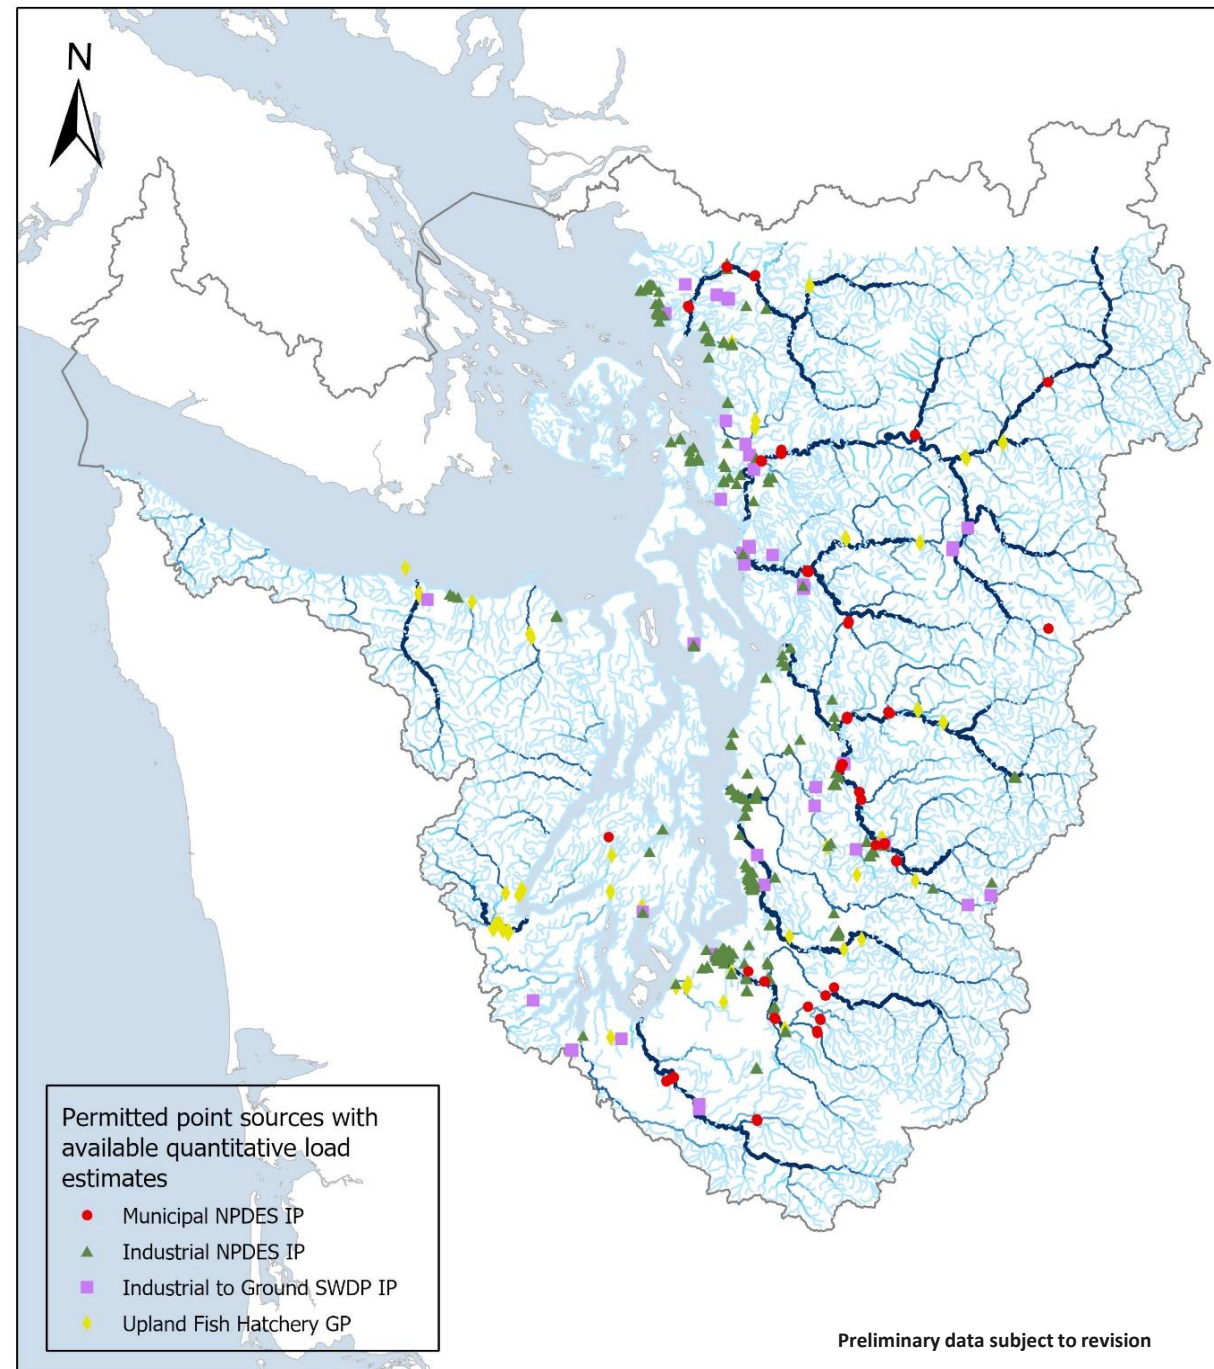 N
Permitted point sources with
available quantitative load
estimates
Municipal NPDES IP
Industrial NPDES IP
Industrial to Ground SWDP IP
Upland Fish Hatchery GP
Preliminary data subject to revision